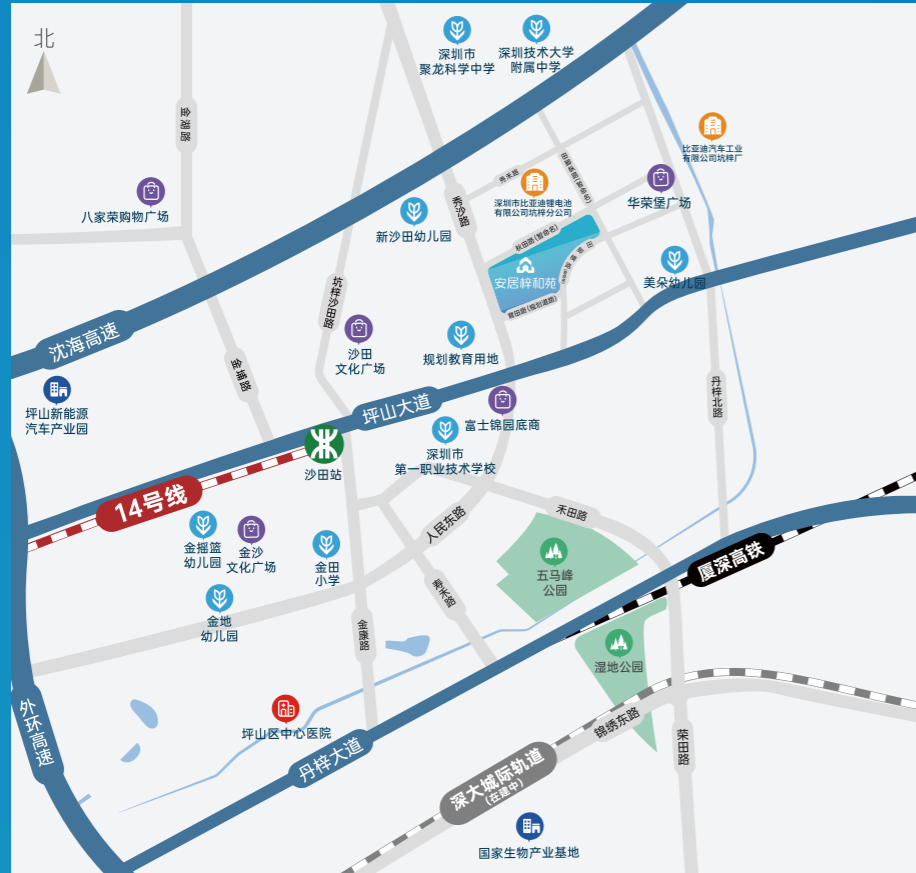 北
深圳市
聚龙科学中学
深圳技术大学
附属中学
金湖路
比亚迪汽车工业
有限公司坑梓厂
秀禾路
深圳市比亚迪锂电池
有限公司坑梓分公司
华荣堡广场
八家荣购物广场
秀沙路
新沙田幼儿园
秋田路(暂命名)
安居梓和苑
美朵幼儿园
坑梓沙田路
沈海高速
沙田
文化广场
规划教育用地
金埔路
坪山新能源
汽车产业园
坪山大道
富士锦园底商
丹梓北路
深圳市
第一职业技术学校
沙田站
14号线
人民东路
禾田路
金摇篮
幼儿园
金沙
文化广场
金田
小学
厦深高铁
五马峰
公园
寿禾路
金地
幼儿园
金康路
湿地公园
外环高速
坪山区中心医院
锦绣东路
荣田路
丹梓大道
深大城际轨道
(在建中)
国家生物产业基地